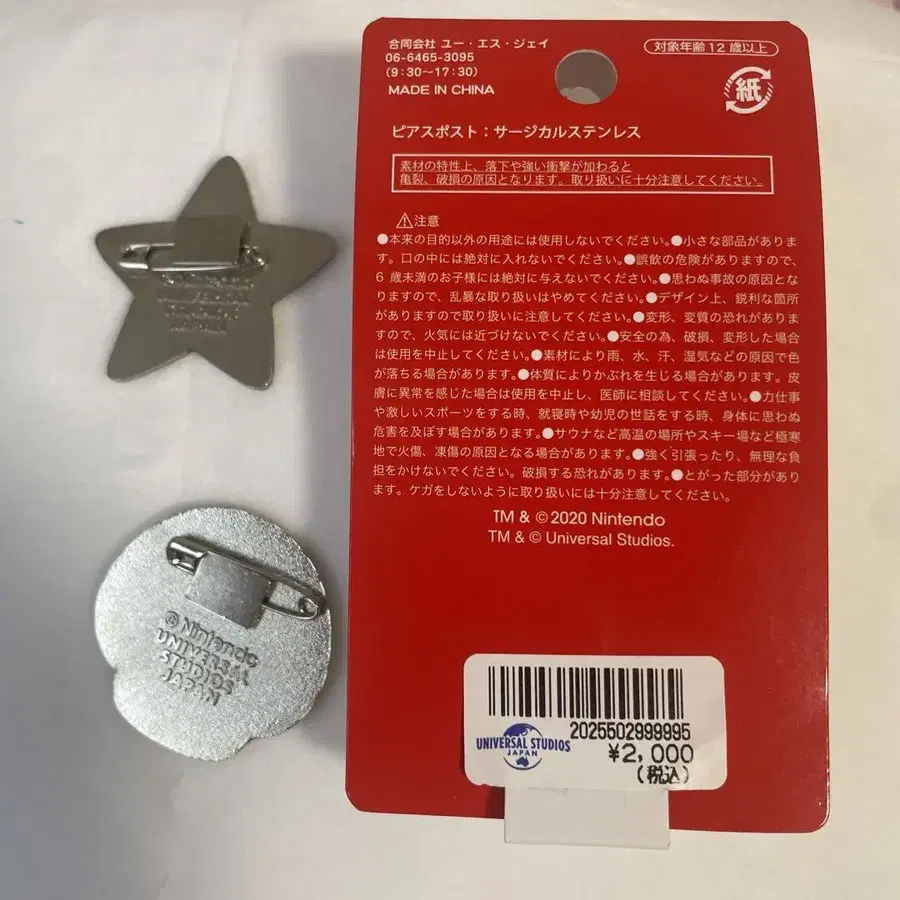 合同会社 ユー・エス・ジェイ
06-6465-3095
(9:30〜17:30)
MADE IN CHINA
対象年齢12歳以上
紙
ピアスポスト:サージカルステンレス
素材の特性上、落下や強い衝撃が加わると
亀裂、破損の原因となります。取り扱いに十分注意してください。
⚠注意
●本来の目的以外の用途には使用しないでください。●小さな部品がありま
す。口の中には絶対に入れないでください。●誤飲の危険がありますので、
6歳未満のお子様には絶対に与えないでください。●思わぬ事故の原因とな
りますので、乱暴な取り扱いはやめてください。●デザイン上、鋭利な箇所
がありますので取り扱いに注意してください。●変形、変質の恐れがありま
すので、火気には近づけないでください。●安全の為、破損、変形した場合
は使用を中止してください。●素材により雨、水、汗、湿気などの原因で色
が落ちる場合があります。●体質によりかぶれを生じる場合があります。皮
膚に異常を感じた場合は使用を中止し、医師に相談してください。●力仕事
や激しいスポーツをする時、就寝時や幼児の世話をする時、身体に思わぬ
危害を及ぼす場合があります。●サウナなど高温の場所やスキー場など極寒
地で火傷、凍傷の原因となる場合があります。●強く引張ったり、無理な負
担をかけないでください。破損する恐れがあります。●とがった部分があり
ます。ケガをしないように取り扱いには十分注意してください。
TM & © 2020 Nintendo
TM & © Universal Studios.
2025502999995
UNIVERSAL STUDIOS
JAPAN
¥2,000
(税込)
© Nintendo
UNIVERSAL
STUDIOS
JAPAN